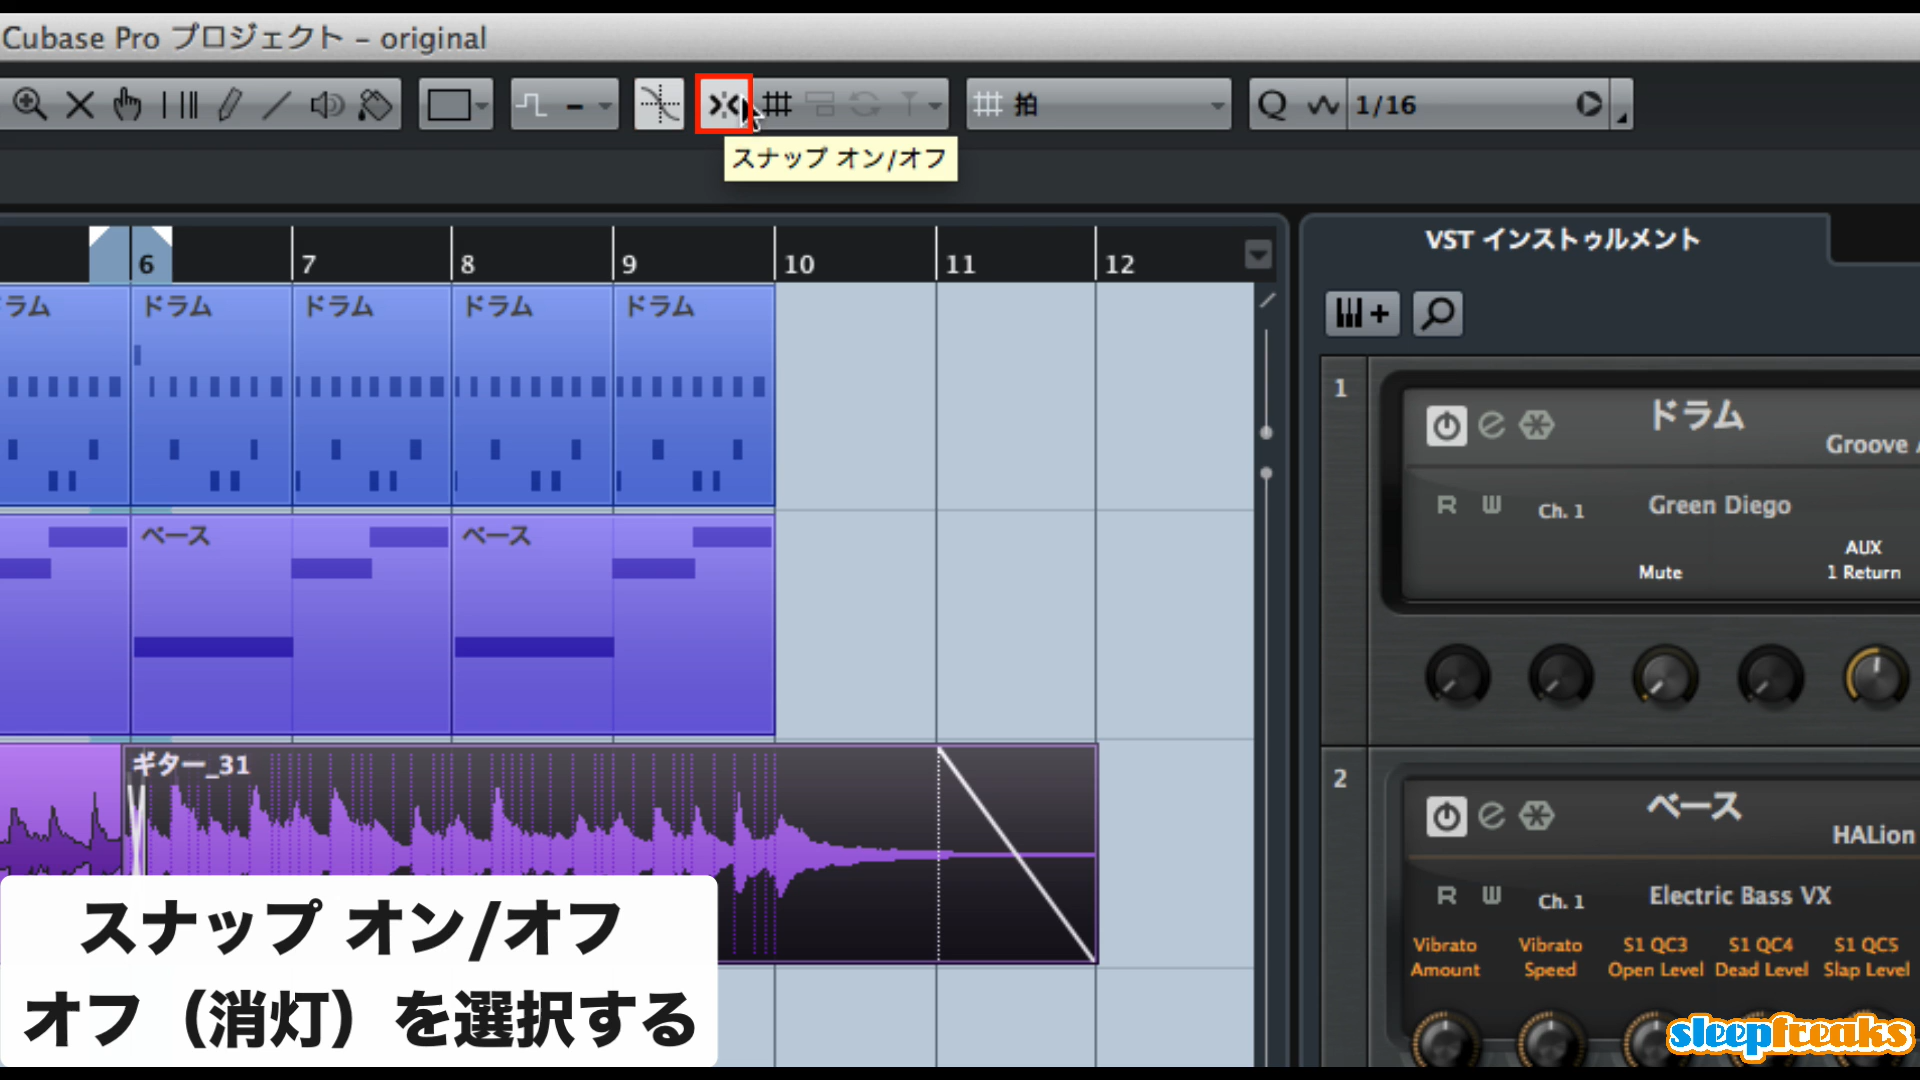 Cubase Pro プロジェクト - original
拍
Q
1/16
スナップ オン/オフ
6
7
8
9
10
11
12
VST インストゥルメント
ラム
ドラム
ドラム
ドラム
ドラム
ベース
ベース
ギター_31
1
ドラム
Groove
R W Ch. 1 Green Diego
Mute
AUX
1 Return
2
ベース
HALion
R W Ch. 1 Electric Bass VX
Vibrato
Amount
Vibrato
Speed
S1 QC3
Open Level
S1 QC4
Dead Level
S1 QC5
Slap Level
スナップ オン/オフ
オフ（消灯）を選択する
sleepfreaks